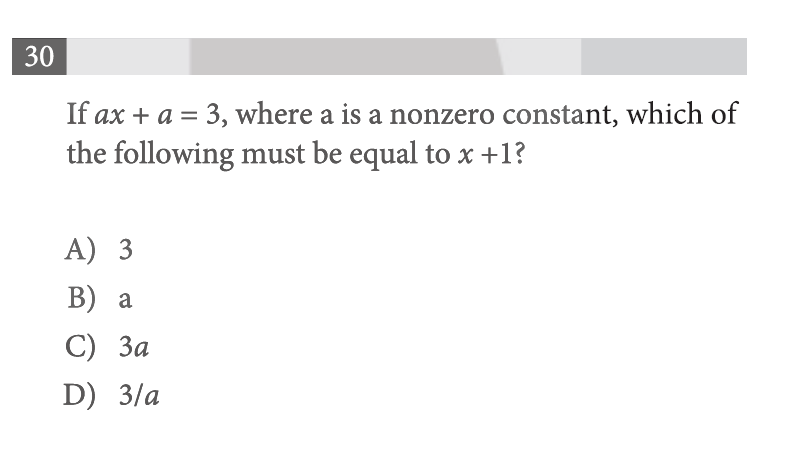 30
If ax + a = 3, where a is a nonzero constant, which of
the following must be equal to x +1?
A) 3
B) a
C) 3a
D) 3/a